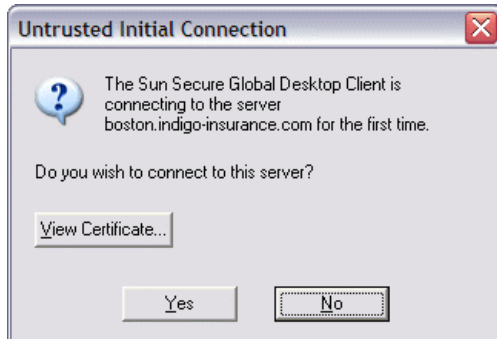 Untrusted Initial Connection
?
The Sun Secure Global Desktop Client is
connecting to the server
boston.indigo-insurance.com for the first time.
Do you wish to connect to this server?
View Certificate...
Yes
No